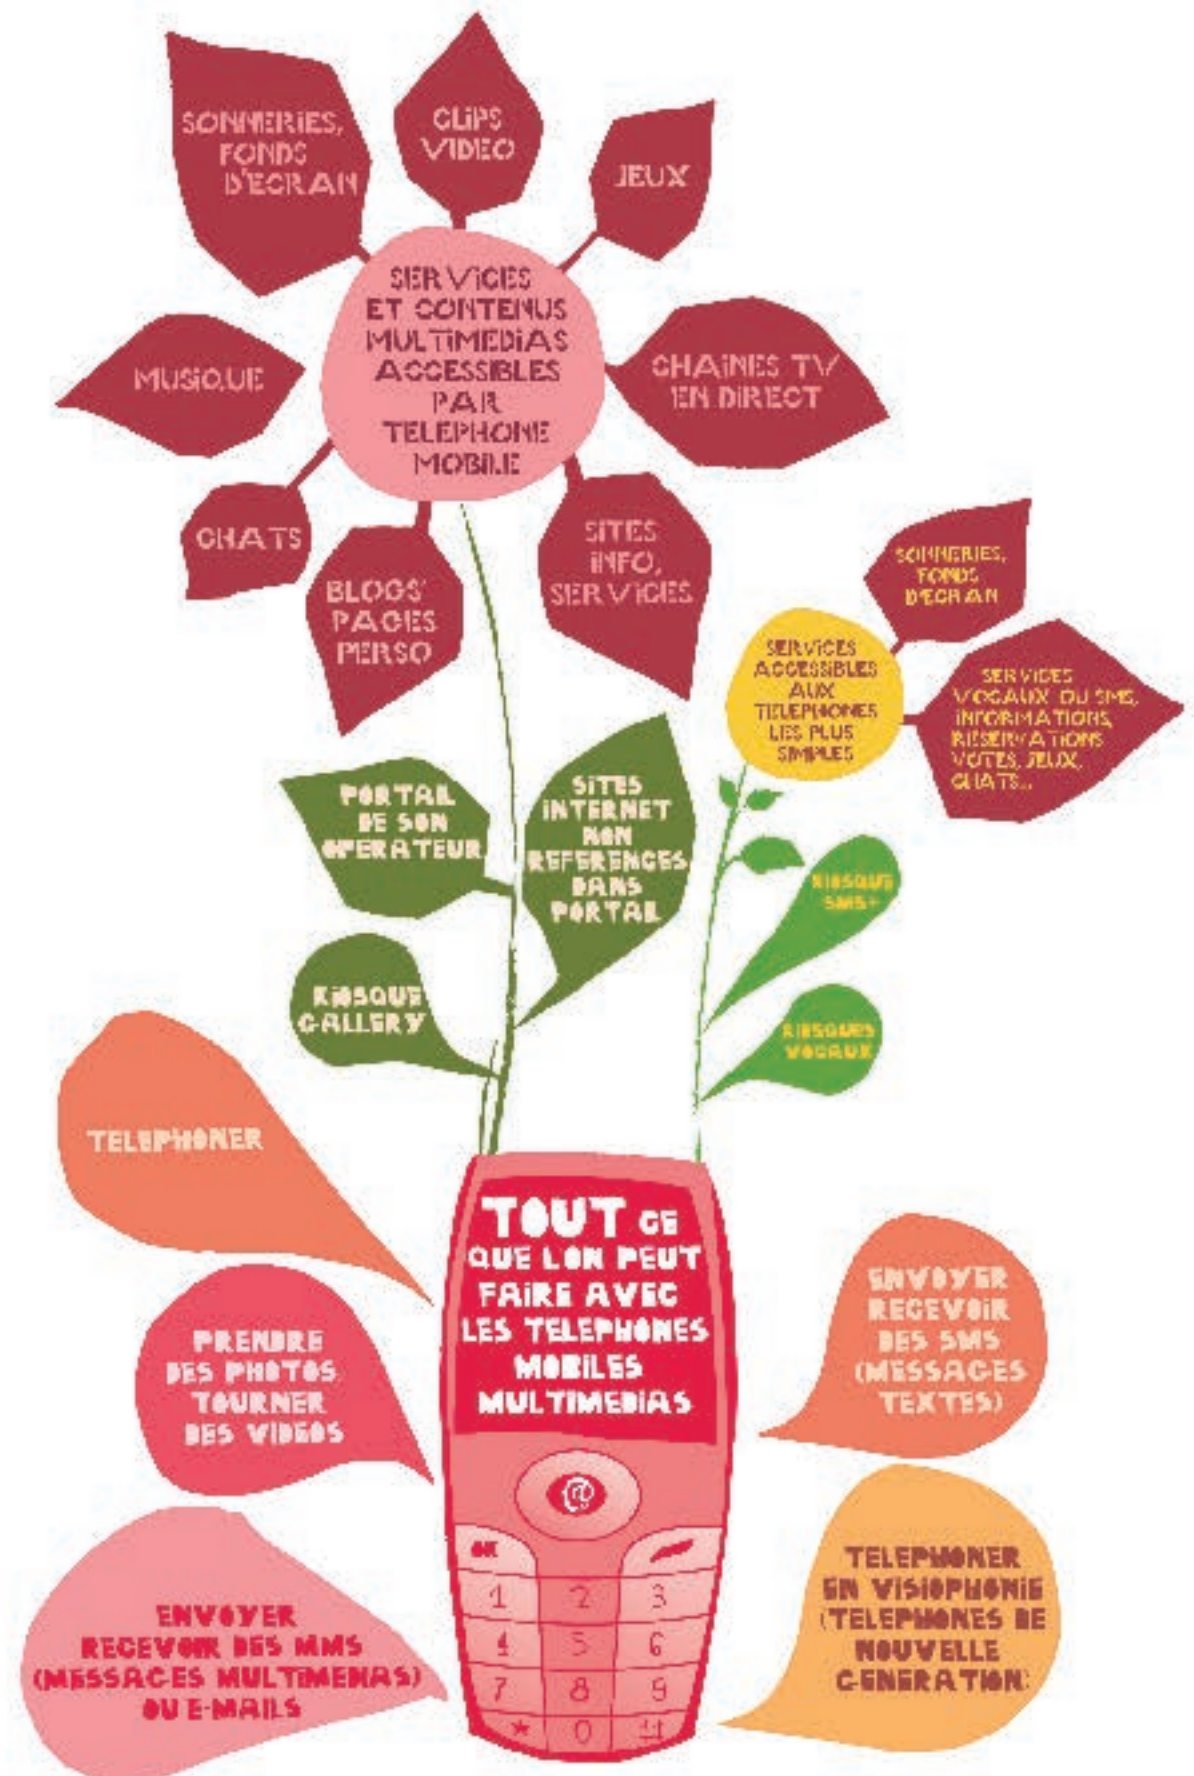 SONNERIES,
FONDS
D'ECRAN
CLIPS
VIDEO
JEUX
SERVICES
ET CONTENUS
MULTIMEDIAS
ACCESSIBLES
PAR
TELEPHONE
MOBILE
MUSIQUE
CHAINES TV
EN DIRECT
CHATS
BLOGS'
PAGES
PERSO
SITES
INFO,
SERVICES
SONNERIES,
FONDS
D'ECRAN
SERVICES
ACCESSIBLES
AUX
TELEPHONES
LES PLUS
SIMPLES
SERVICES
VOCAUX OU SMS,
INFORMATIONS,
RESERVATIONS
VOTES, JEUX,
CHATS...
PORTAIL
DE SON
OPERATEUR
SITES
INTERNET
NON
REFERENCES
DANS
PORTAIL
KIOSQUE
SMS+
KIOSQUE
GALLERY
KIOSQUES
VOCAUX
TELEPHONER
TOUT CE
QUE L'ON PEUT
FAIRE AVEC
LES TELEPHONES
MOBILES
MULTIMEDIAS
PRENDRE
DES PHOTOS,
TOURNER
DES VIDEOS
ENVOYER
RECEVOIR
DES SMS
(MESSAGES
TEXTES)
ENVOYER
RECEVOIR DES MMS
(MESSAGES MULTIMEDIAS)
OU E-MAILS
TELEPHONER
EN VISIOPHONIE
(TELEPHONES DE
NOUVELLE
GENERATION)
@
OK
1 2 3
4 5 6
7 8 9
* 0 #